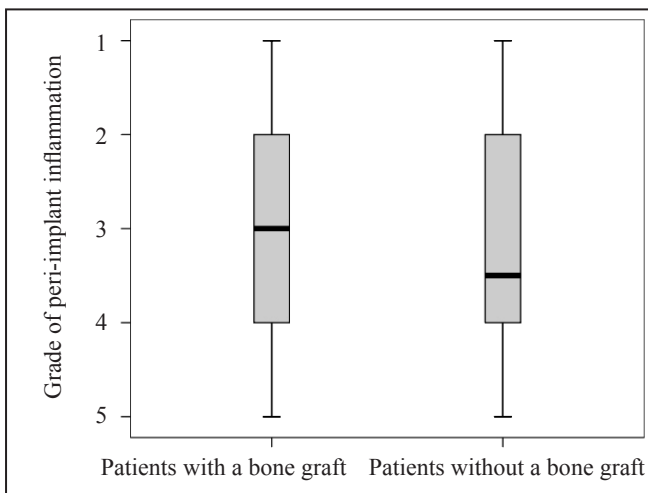 Grade of peri-implant inflammation
1
2
3
4
5
Patients with a bone graft
Patients without a bone graft